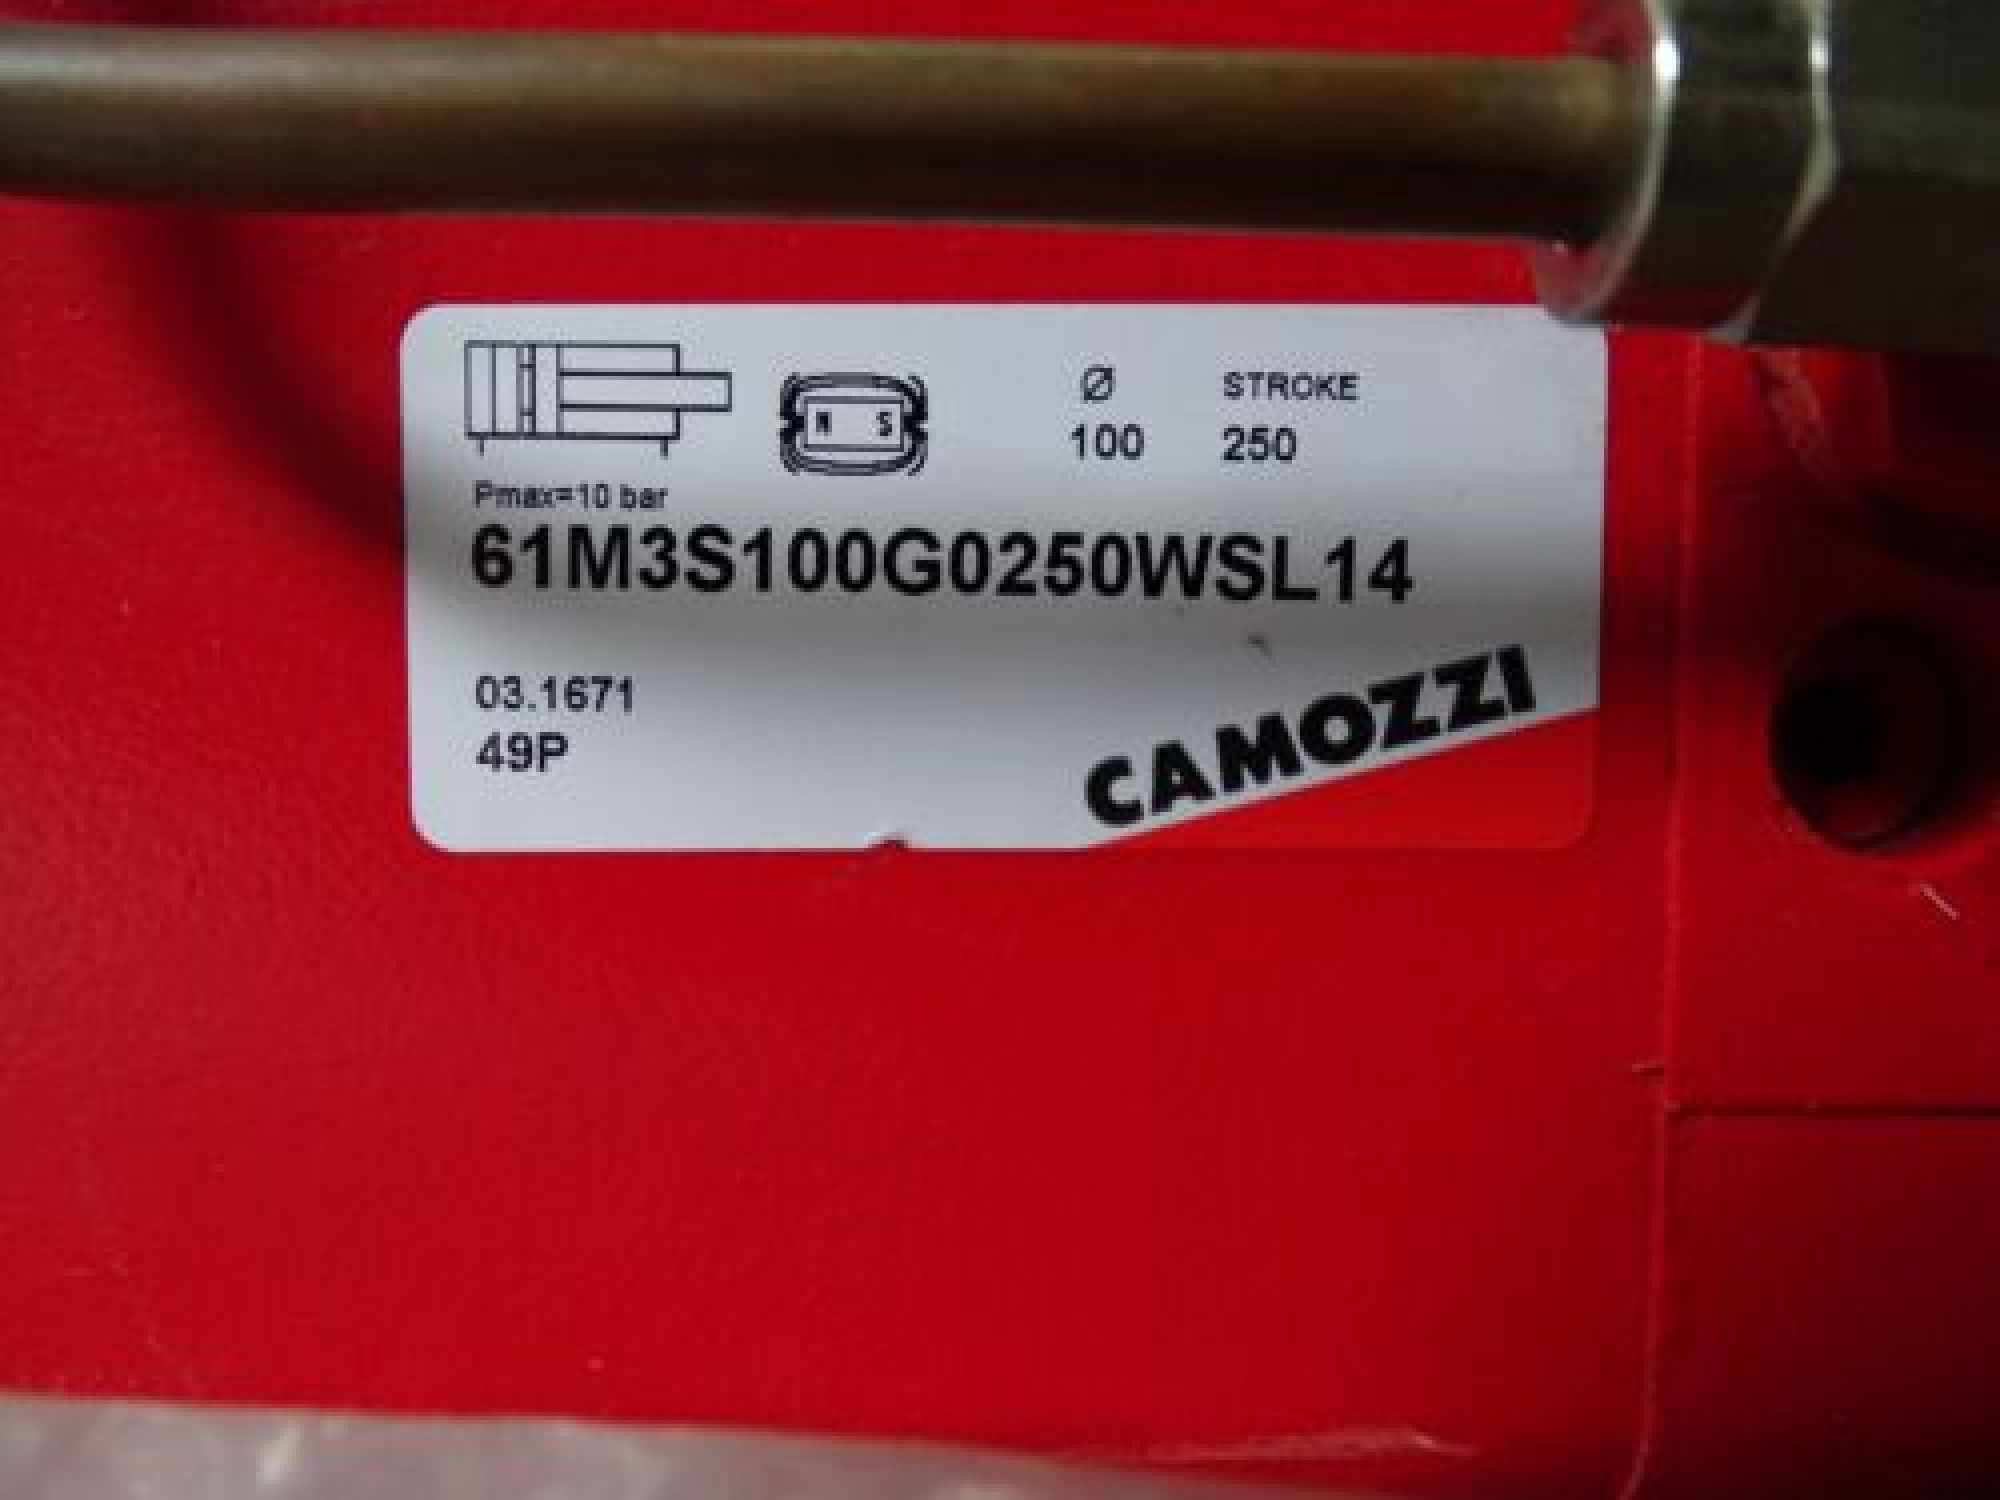 N S
Ø STROKE
100 250
Pmax=10 bar
61M3S100G0250WSL14
03.1671
49P
CAMOZZI